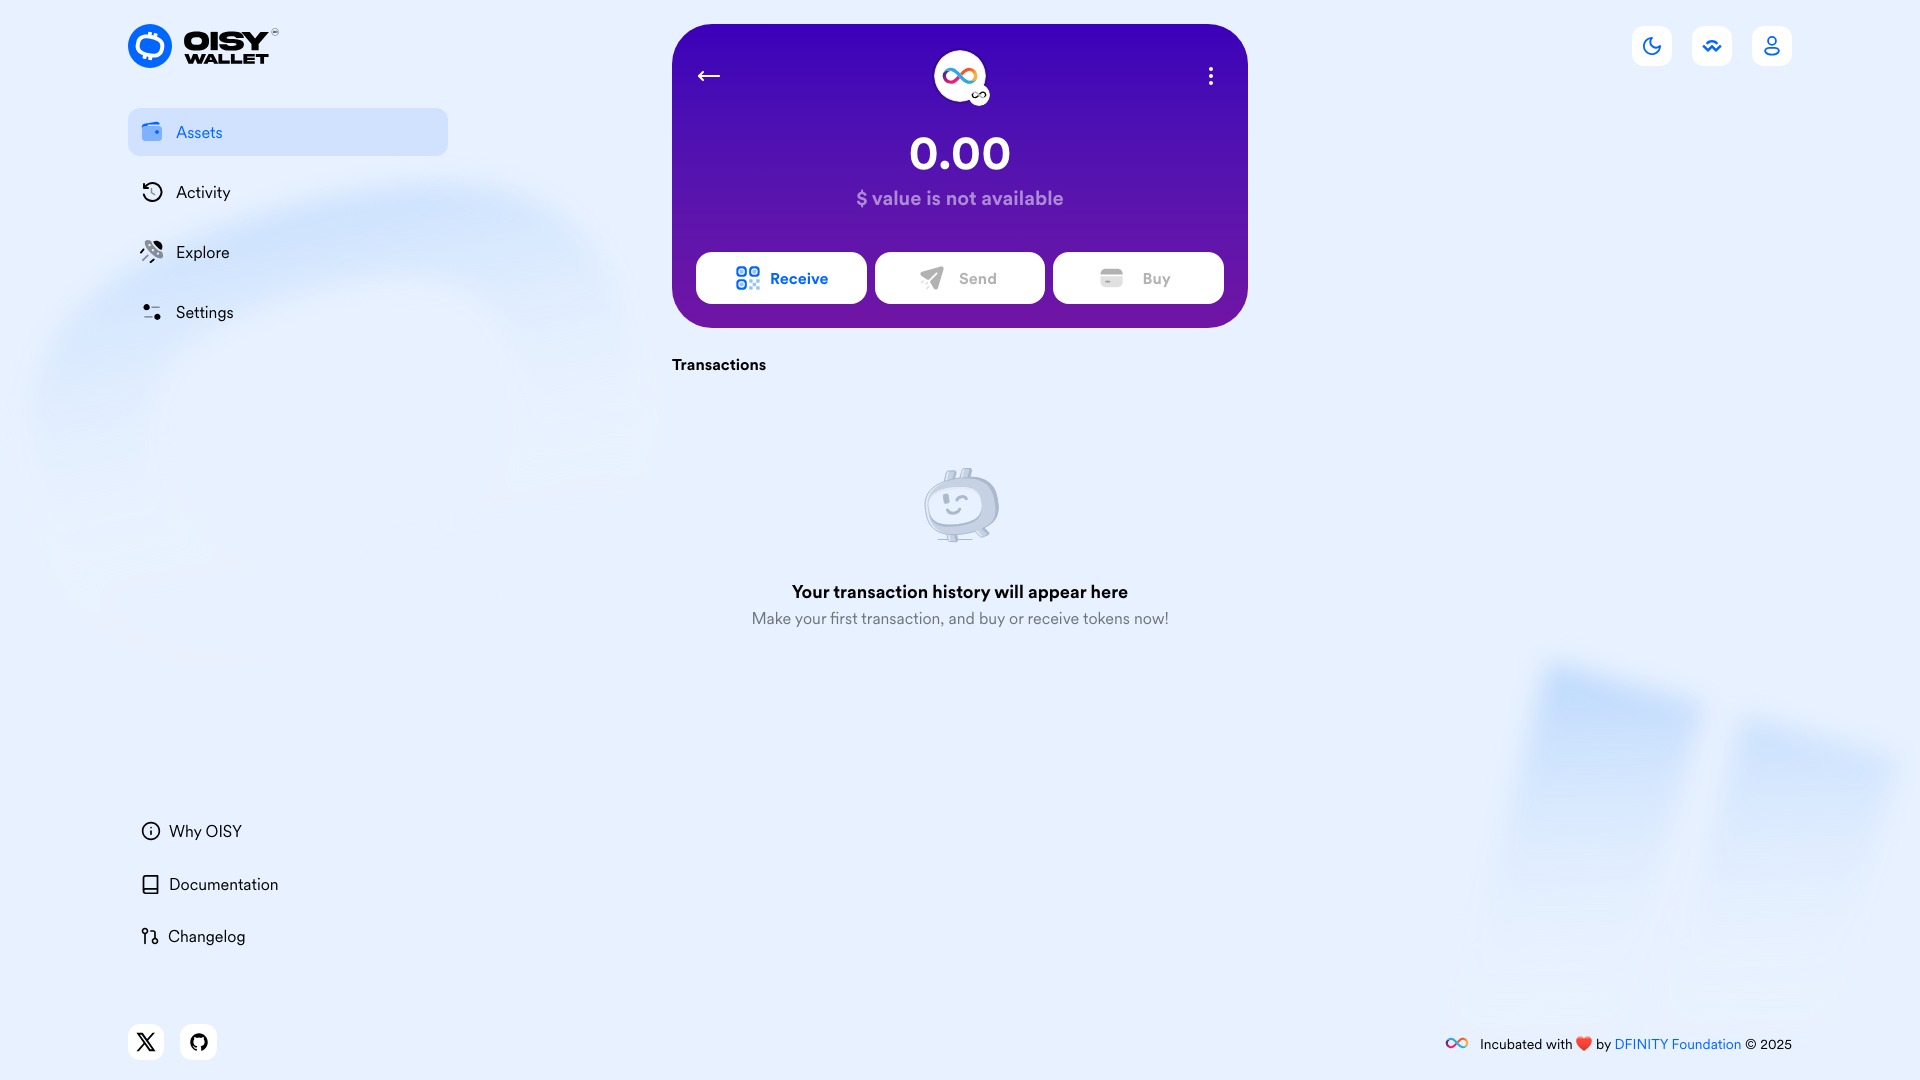 OISY
WALLET
Assets
Activity
Explore
Settings
0.00
$ value is not available
Receive
Send
Buy
Transactions
Your transaction history will appear here
Make your first transaction, and buy or receive tokens now!
Why OISY
Documentation
Changelog
Incubated with ❤️ by DFINITY Foundation © 2025